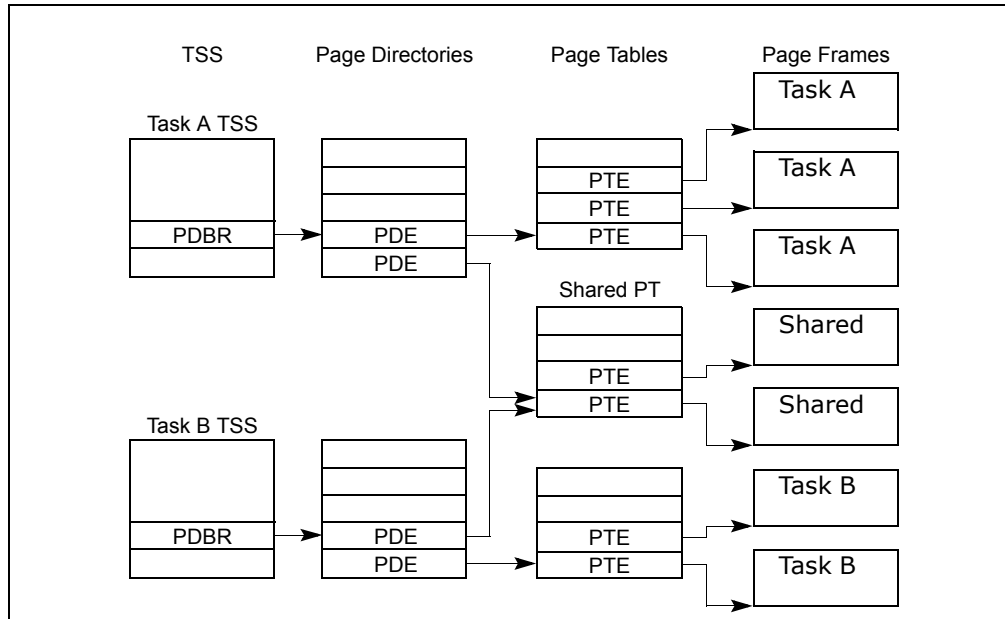 TSS
Page Directories
Page Tables
Page Frames
Task A TSS
PDBR
PDE
PDE
PTE
PTE
PTE
Task A
Task A
Task A
Shared PT
PTE
PTE
Shared
Shared
Task B TSS
PDBR
PDE
PDE
PTE
PTE
Task B
Task B